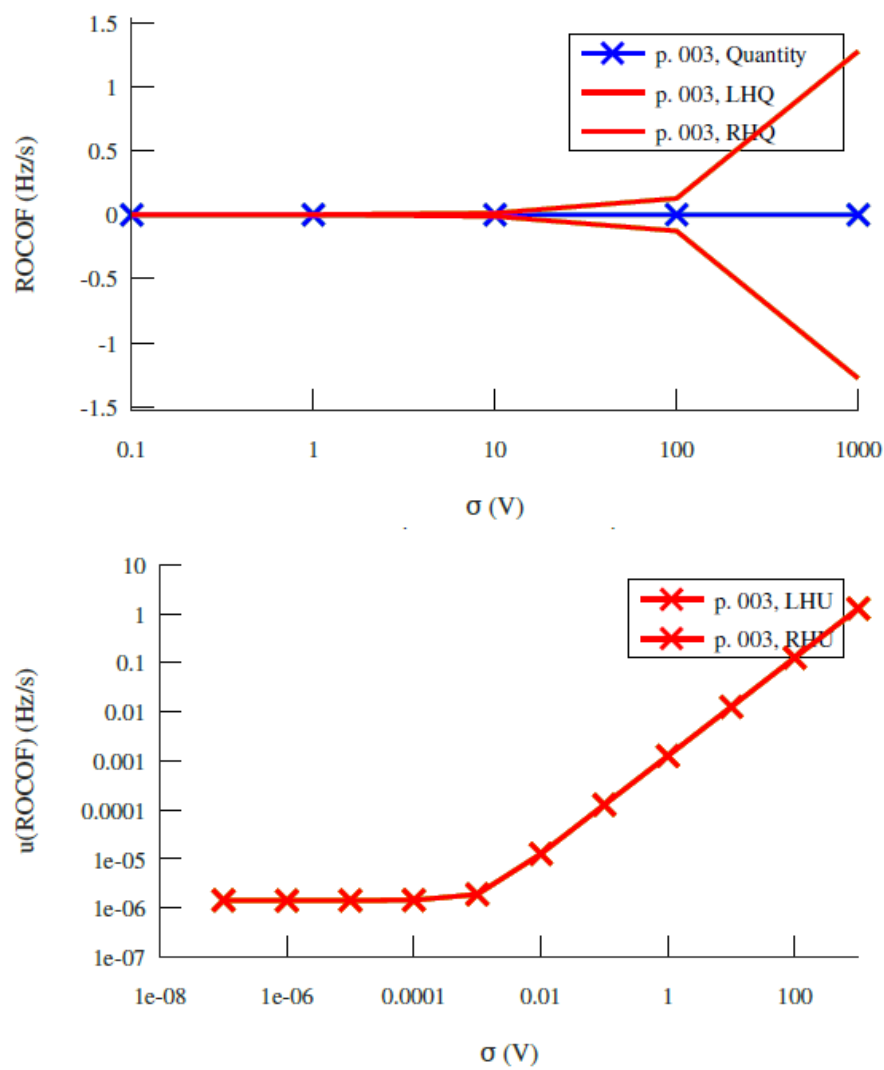 1.5
1
0.5
0
-0.5
-1
-1.5
ROCOF (Hz/s)
p. 003, Quantity
p. 003, LHQ
p. 003, RHQ
0.1 1 10 100 1000
σ (V)
10
1
0.1
0.01
0.001
0.0001
1e-05
1e-06
1e-07
u(ROCOF) (Hz/s)
p. 003, LHU
p. 003, RHU
1e-08 1e-06 0.0001 0.01 1 100
σ (V)